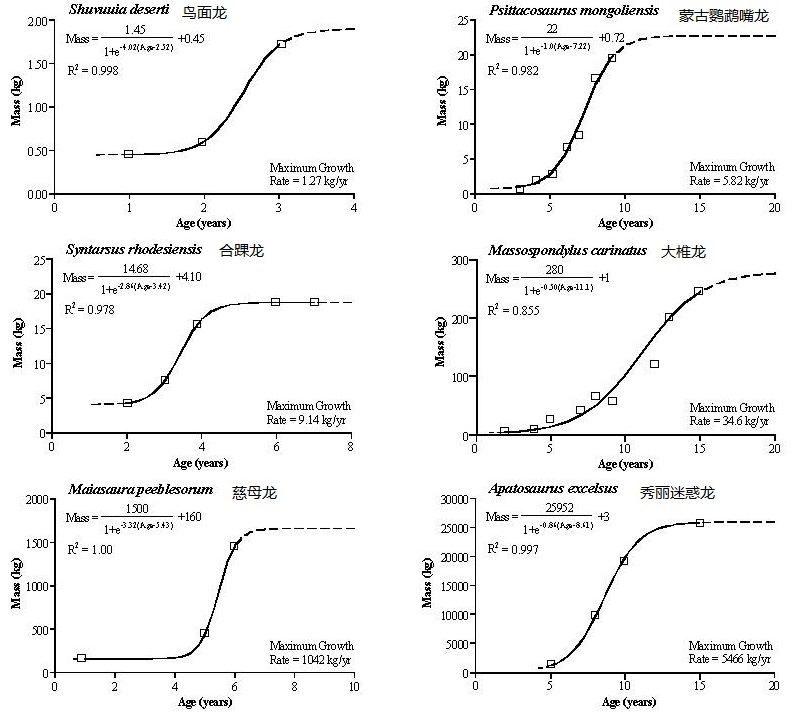 Shuvuuia deserti 鸟面龙
Mass = 1.45 / 1+e^-4.02(Age-2.52) +0.45
R² = 0.998
Mass (kg)
2.00
1.50
1.00
0.50
0.00
Maximum Growth
Rate = 1.27 kg/yr
0 1 2 3 4
Age (years)
Psittacosaurus mongoliensis 蒙古鹦鹉嘴龙
Mass = 22 / 1+e^-1.0(Age-7.22) +0.72
R² = 0.982
Mass (kg)
25
20
15
10
5
0
Maximum Growth
Rate = 5.82 kg/yr
0 5 10 15 20
Age (years)
Syntarsus rhodesiensis 合踝龙
Mass = 14.68 / 1+e^-2.84(Age-3.42) +4.10
R² = 0.978
Mass (kg)
25
20
15
10
5
0
Maximum Growth
Rate = 9.14 kg/yr
0 2 4 6 8
Age (years)
Massospondylus carinatus 大椎龙
Mass = 280 / 1+e^-0.50(Age-11.1) +1
R² = 0.855
Mass (kg)
300
200
100
0
Maximum Growth
Rate = 34.6 kg/yr
0 5 10 15 20
Age (years)
Maiasaura peeblesorum 慈母龙
Mass = 1500 / 1+e^-3.32(Age-5.43) +160
R² = 1.00
Mass (kg)
2000
1500
1000
500
0
Maximum Growth
Rate = 1042 kg/yr
0 2 4 6 8 10
Age (years)
Apatosaurus excelsus 秀丽迷惑龙
Mass = 25952 / 1+e^-0.84(Age-8.61) +3
R² = 0.997
Mass (kg)
30000
25000
20000
15000
10000
5000
0
Maximum Growth
Rate = 5466 kg/yr
0 5 10 15 20
Age (years)